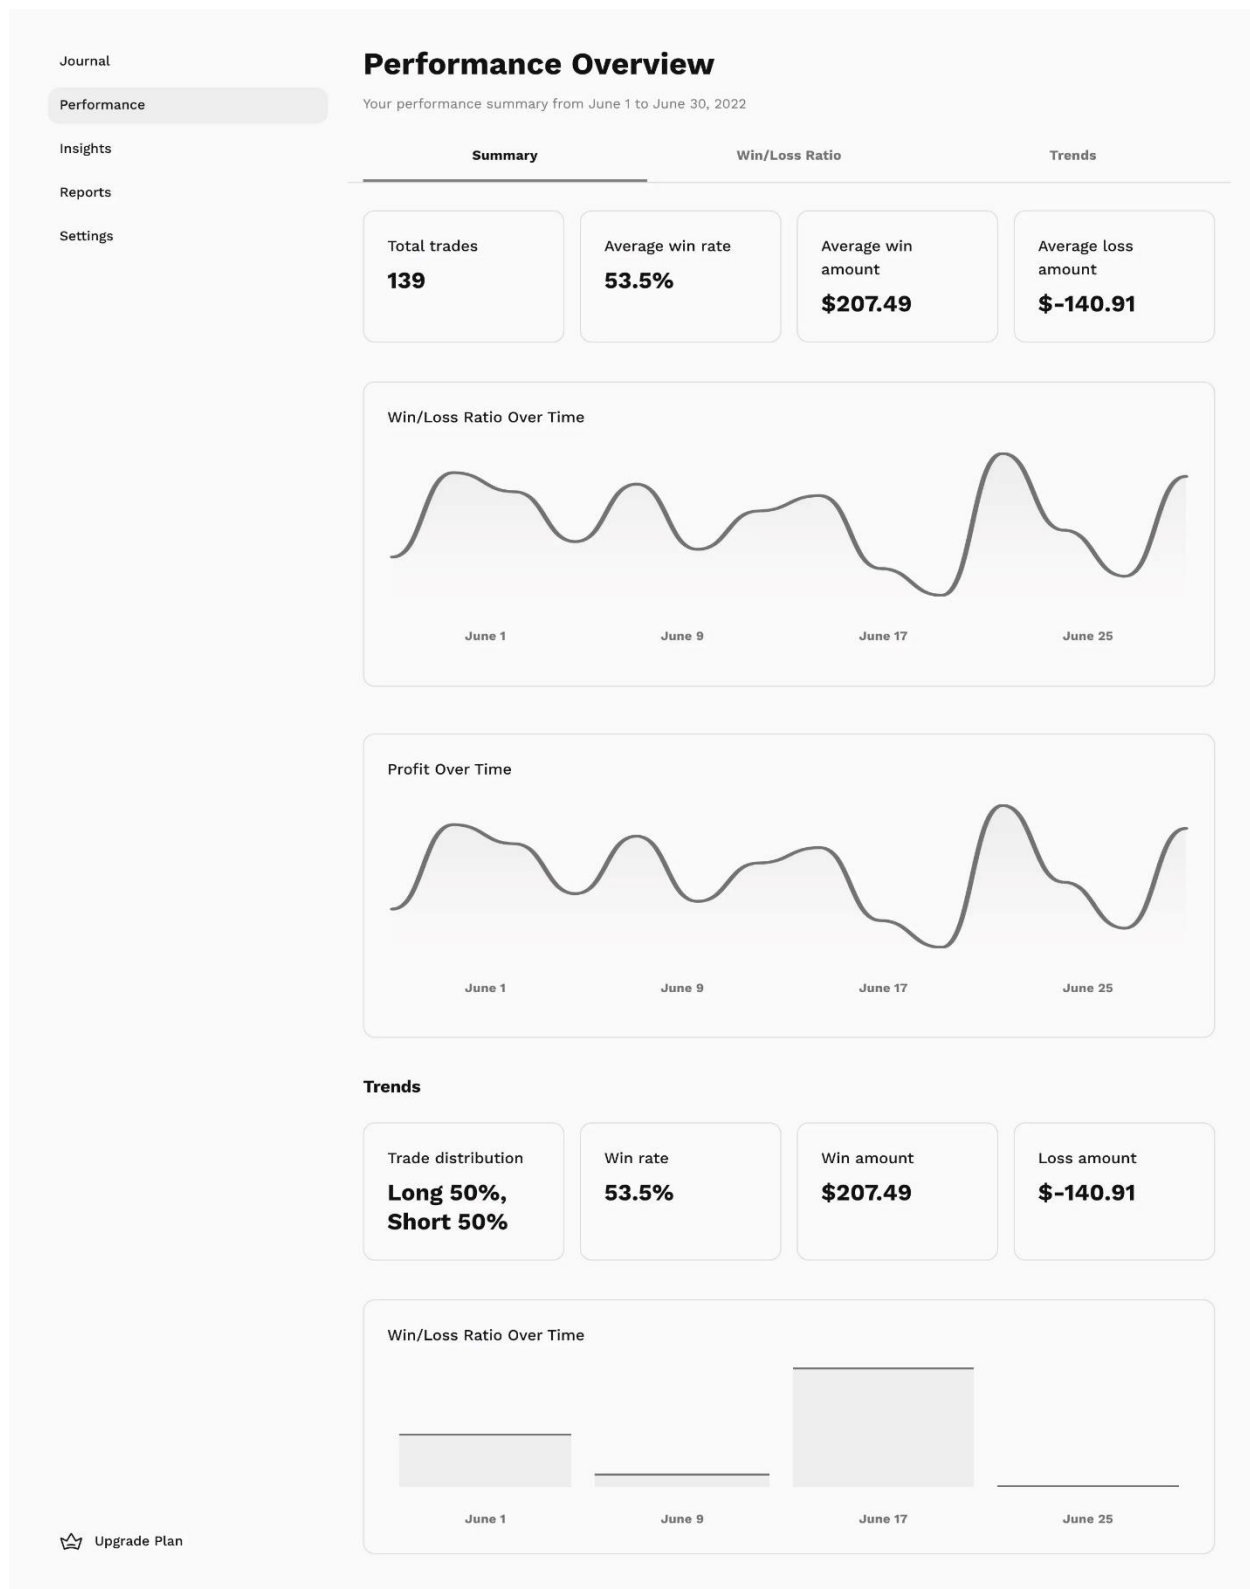 Journal
Performance
Insights
Reports
Settings
Upgrade Plan
Performance Overview
Your performance summary from June 1 to June 30, 2022
Summary
Win/Loss Ratio
Trends
Total trades
139
Average win rate
53.5%
Average win
amount
$207.49
Average loss
amount
$-140.91
Win/Loss Ratio Over Time
June 1
June 9
June 17
June 25
Profit Over Time
June 1
June 9
June 17
June 25
Trends
Trade distribution
Long 50%,
Short 50%
Win rate
53.5%
Win amount
$207.49
Loss amount
$-140.91
Win/Loss Ratio Over Time
June 1
June 9
June 17
June 25